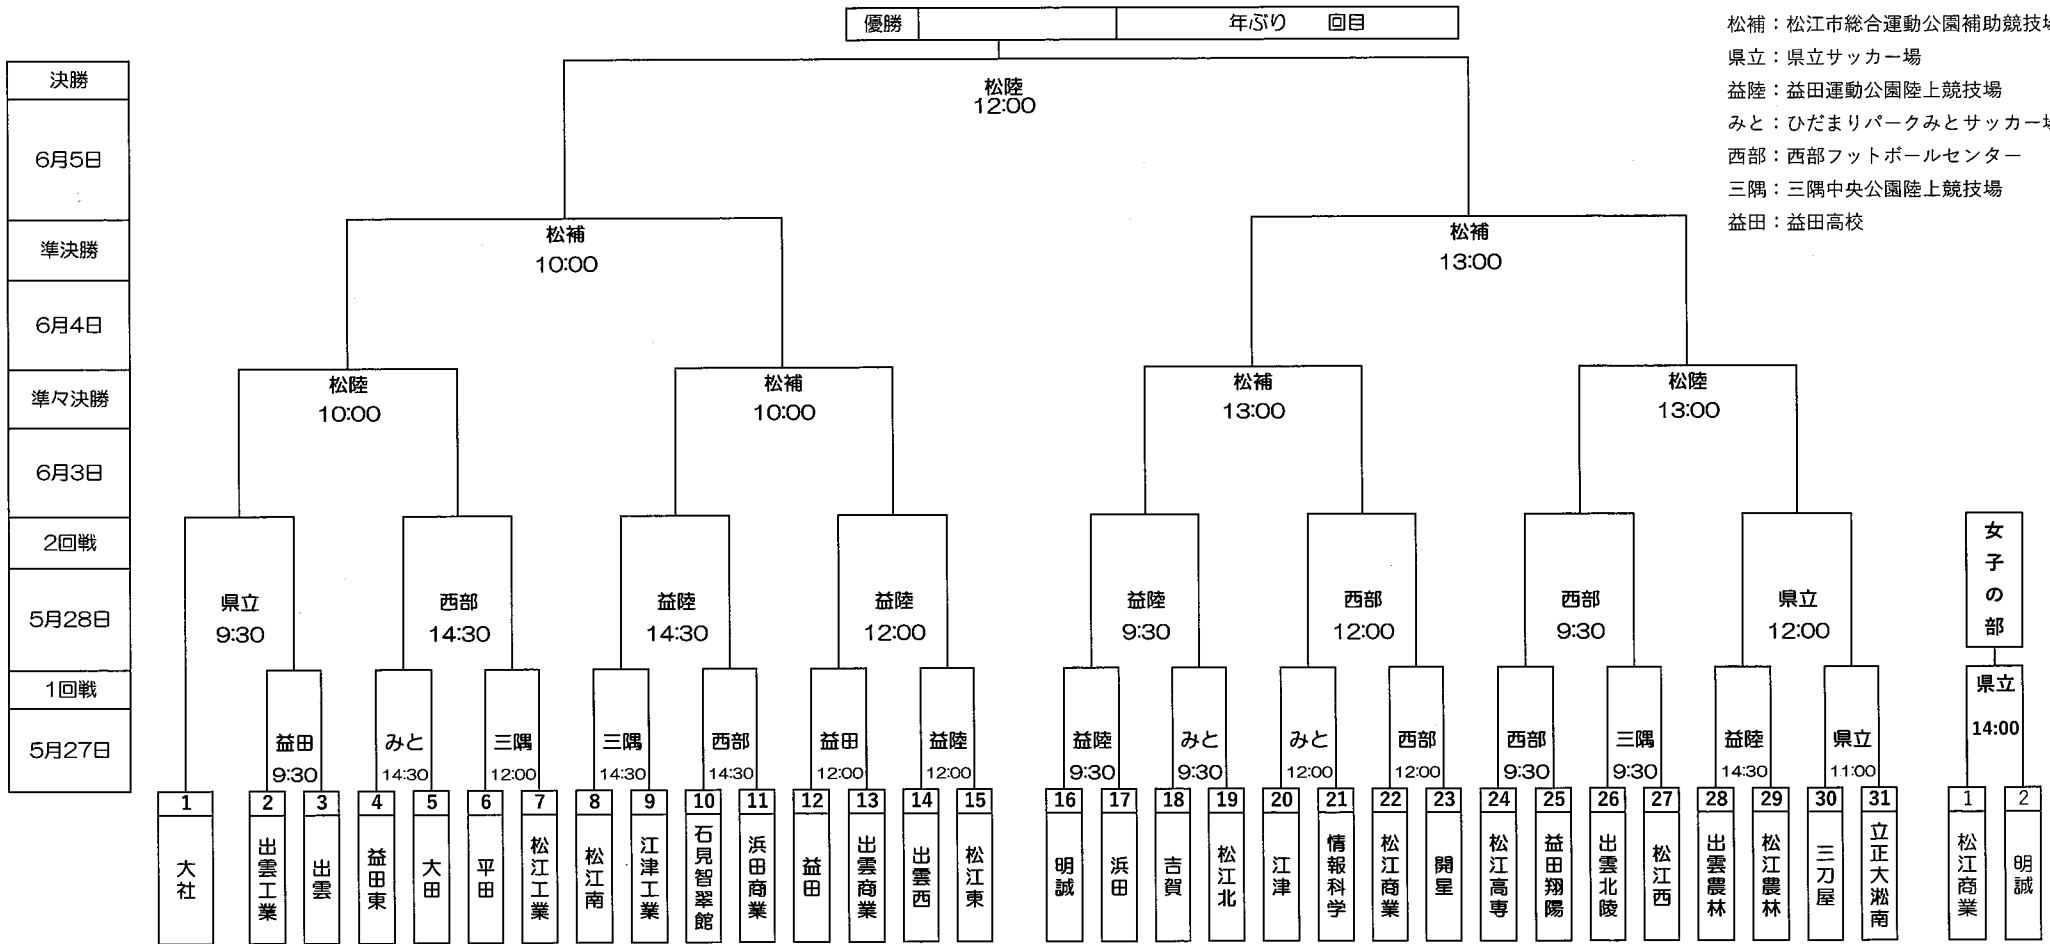 優勝 年ぶり 回目
松補：松江市総合運動公園補助競技場
県立：県立サッカー場
益陸：益田運動公園陸上競技場
みと：ひだまりパークみとサッカー場
西部：西部フットボールセンター
三隅：三隅中央公園陸上競技場
益田：益田高校
決勝
6月5日
準決勝
6月4日
準々決勝
6月3日
2回戦
5月28日
1回戦
5月27日
松陸
12:00
松補
10:00
松補
13:00
松陸
10:00
松補
10:00
松補
13:00
松陸
13:00
県立
9:30
西部
14:30
益陸
14:30
益陸
12:00
益陸
9:30
西部
12:00
西部
9:30
県立
12:00
益田
9:30
みと
14:30
三隅
12:00
三隅
14:30
西部
14:30
益田
12:00
益陸
12:00
益陸
9:30
みと
9:30
みと
12:00
西部
12:00
西部
9:30
三隅
9:30
益陸
14:30
県立
11:00
1 大社
2 出雲工業
3 出雲
4 益田東
5 大田
6 平田
7 松江工業
8 松江南
9 江津工業
10 石見智翠館
11 浜田商業
12 益田
13 出雲商業
14 出雲西
15 松江東
16 明誠
17 浜田
18 吉賀
19 松江北
20 江津
21 情報科学
22 松江商業
23 開星
24 松江高専
25 益田翔陽
26 出雲北陵
27 松江西
28 出雲農林
29 松江農林
30 三刀屋
31 立正大淞南
女子の部
県立
14:00
1 松江商業
2 明誠